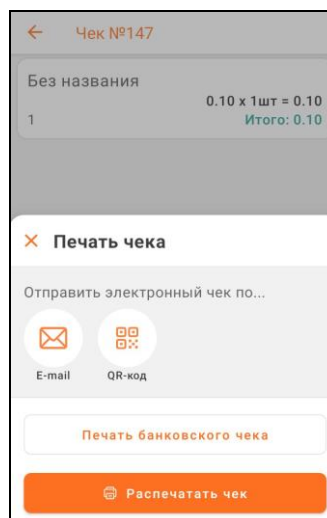 Чек №147
Без названия
0.10 x 1шт = 0.10
1 Итого: 0.10
Печать чека
Отправить электронный чек по...
E-mail QR-код
Печать банковского чека
Распечатать чек